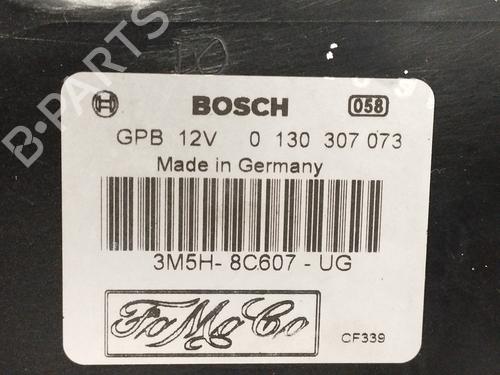 B-PARTS
BOSCH 058
GPB 12V 0 130 307 073
Made in Germany
3M5H- 8C607 - UG
FoMoCo
CF339